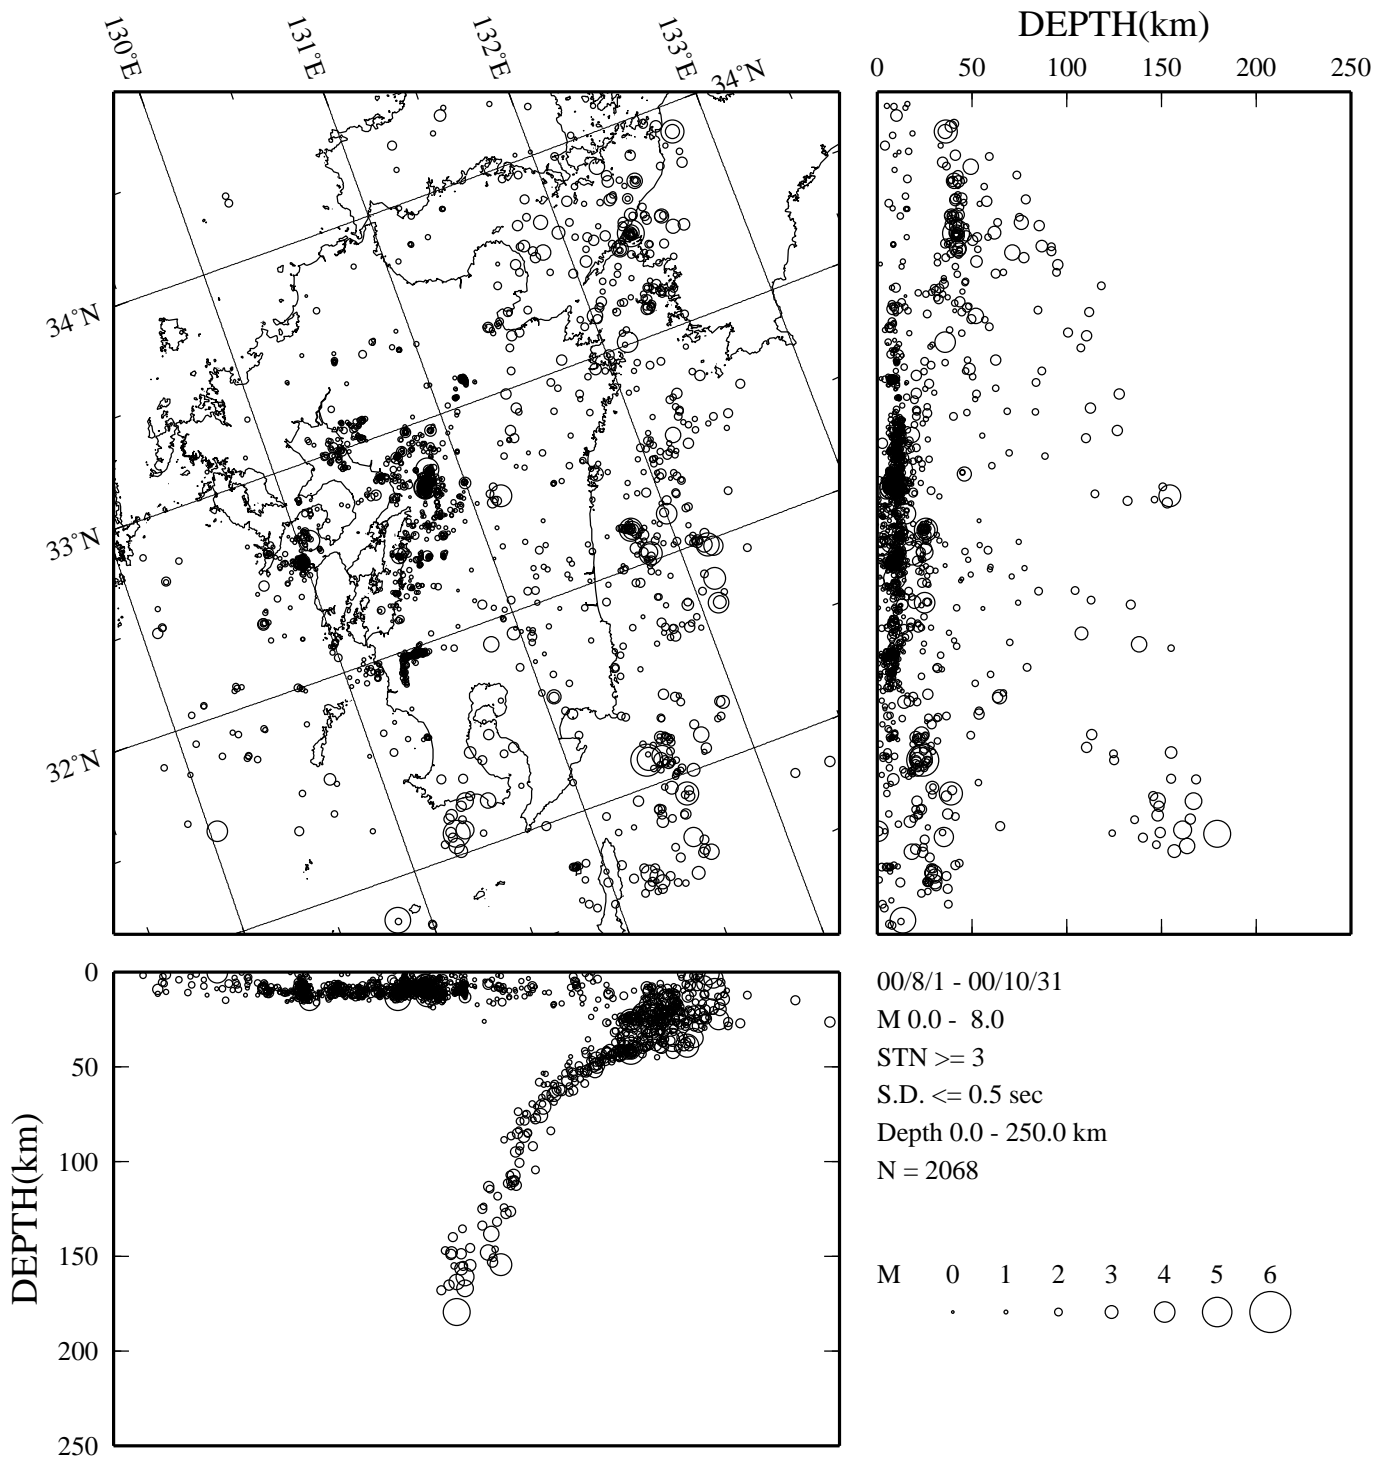 130°E
131°E
132°E
133°E
34°N
34°N
33°N
32°N
DEPTH(km)
0 50 100 150 200 250
DEPTH(km)
0
50
100
150
200
250
00/8/1 - 00/10/31
M 0.0 - 8.0
STN >= 3
S.D. <= 0.5 sec
Depth 0.0 - 250.0 km
N = 2068
M 0 1 2 3 4 5 6